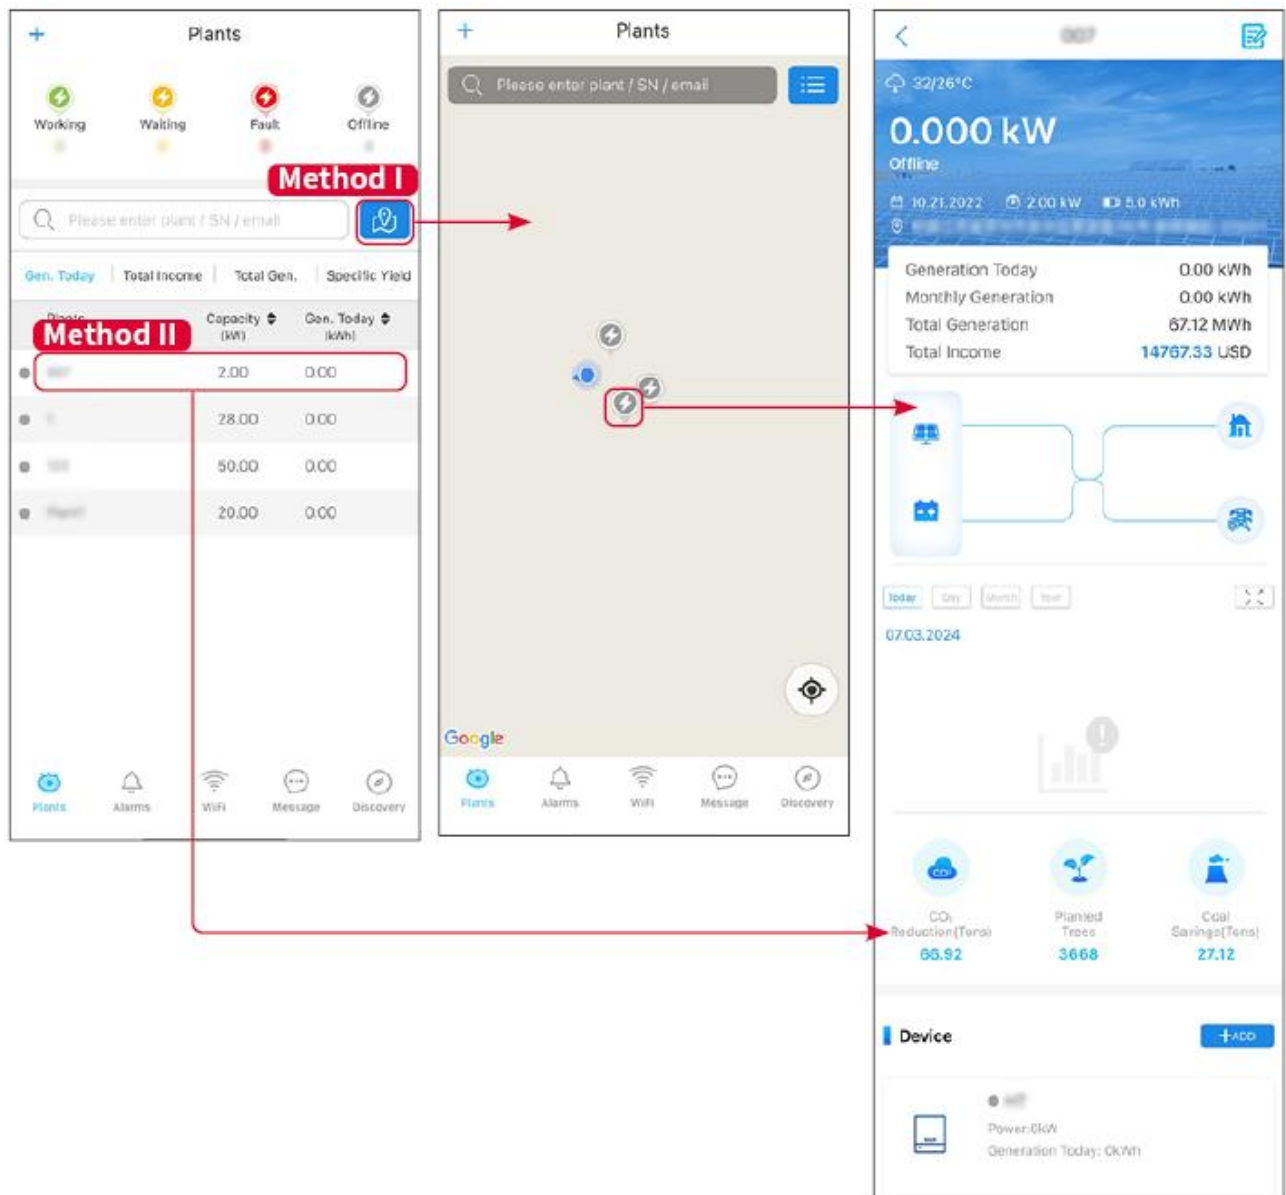 Plants
Working
Waiting
Fault
Offline
Method I
Please enter plant / SN / email
Gen. Today
Total Income
Total Gen.
Specific Yield
Plants
Capacity
(kW)
Gen. Today
(kWh)
Method II
2.00 0.00
28.00 0.00
50.00 0.00
20.00 0.00
Plants
Alarms
WiFi
Message
Discovery
Plants
Please enter plant / SN / email
Google
Plants
Alarms
WiFi
Message
Discovery
007
32/26°C
0.000 kW
Offline
10.21.2022 2.00 kW 5.0 kWh
Generation Today 0.00 kWh
Monthly Generation 0.00 kWh
Total Generation 67.12 MWh
Total Income 14767.33 USD
Today Day Month Year
07.03.2024
CO₂
Reduction(Tons)
66.92
Planted
Trees
3668
Coal
Savings(Tons)
27.12
Device
+ADD
Power:0kW
Generation Today: 0kWh